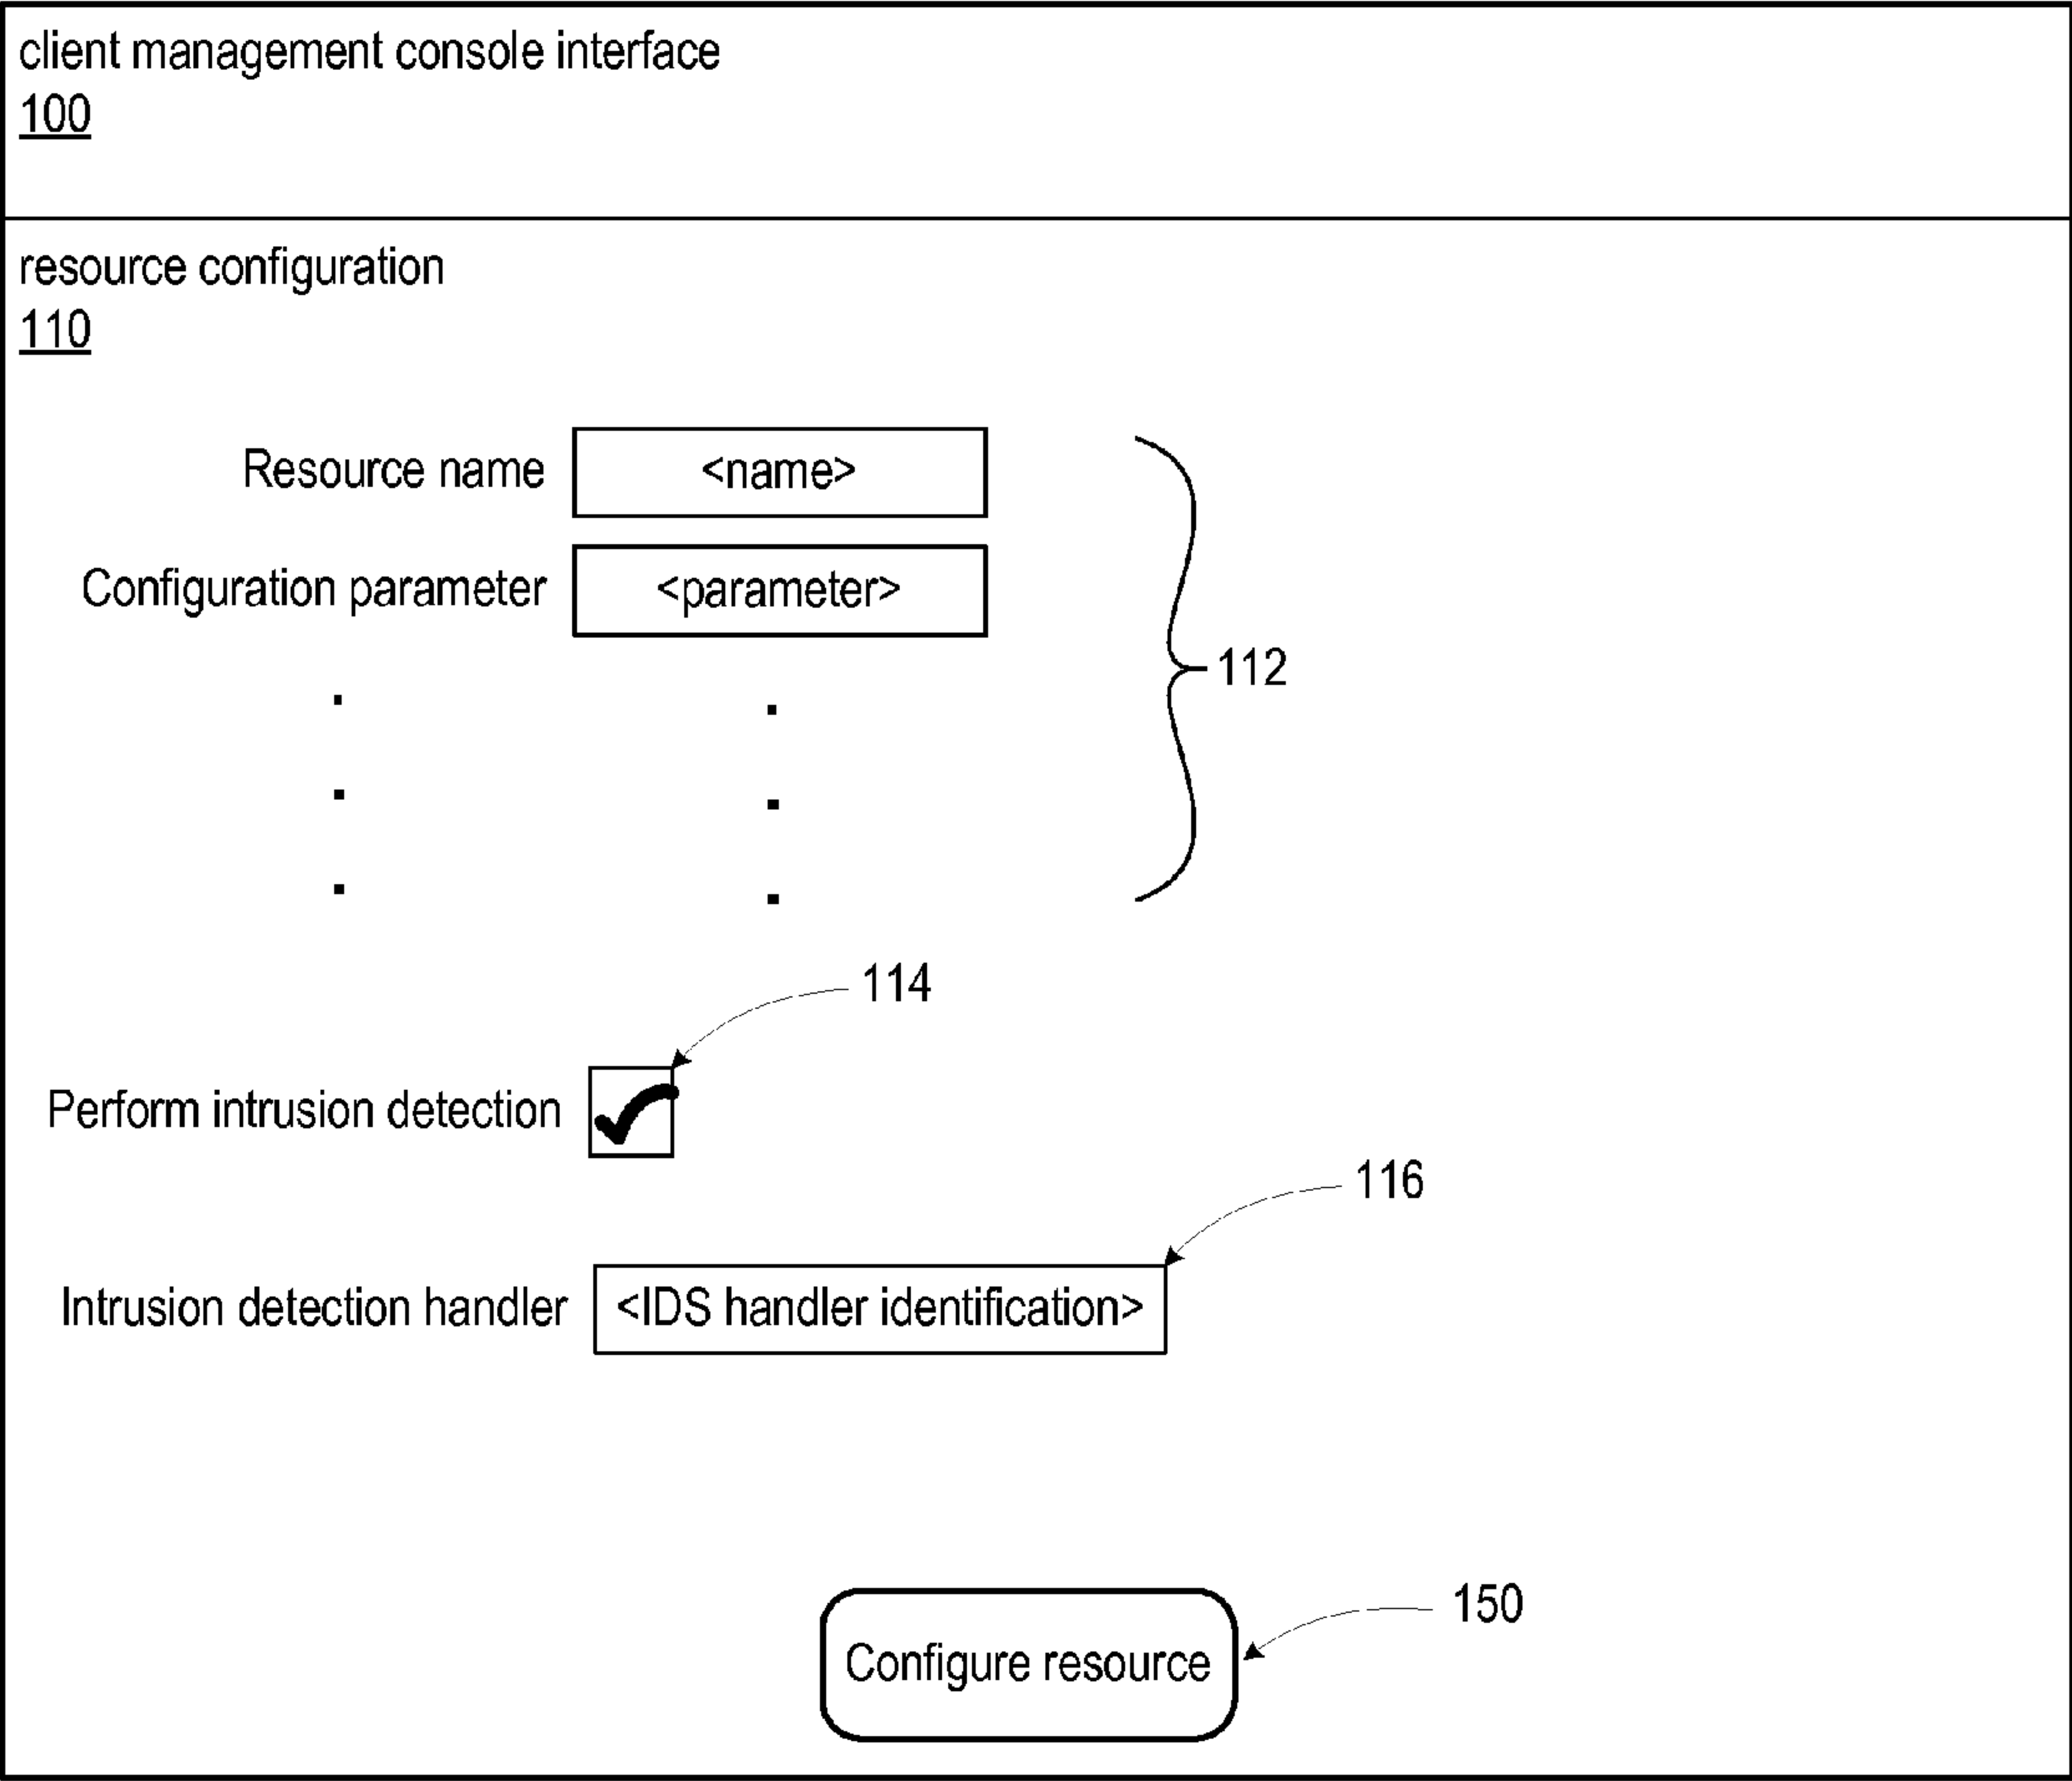 client management console interface
100
resource configuration
110
Resource name <name>
Configuration parameter <parameter>
112
114
Perform intrusion detection
116
Intrusion detection handler <IDS handler identification>
150
Configure resource